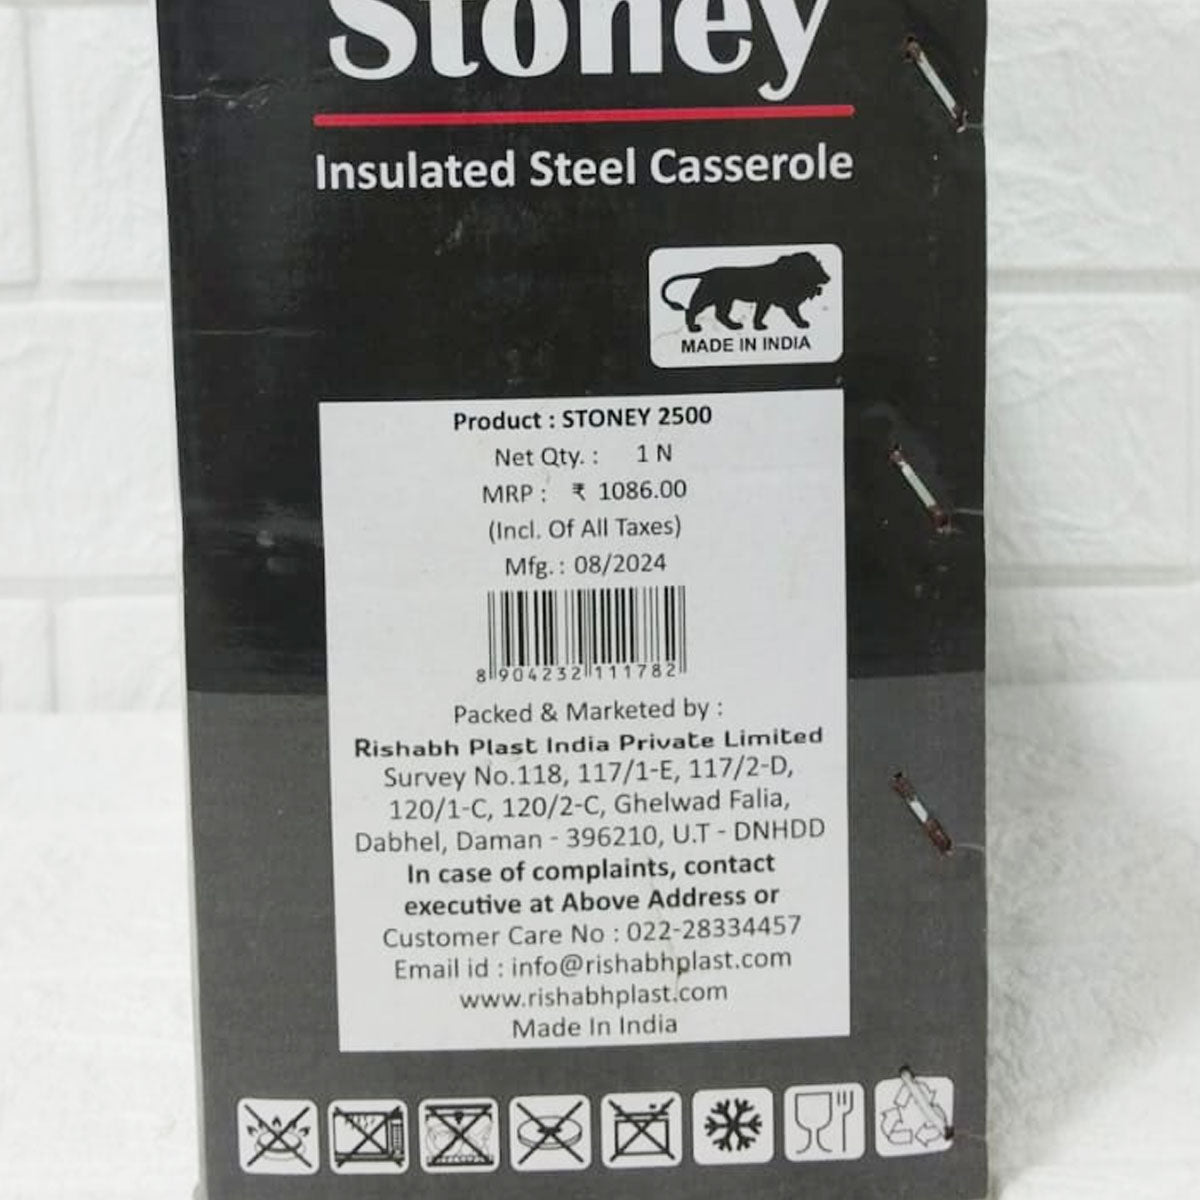 Stoney
Insulated Steel Casserole
MADE IN INDIA
Product : STONEY 2500
Net Qty. : 1 N
MRP : ₹ 1086.00
(Incl. Of All Taxes)
Mfg. : 08/2024
8 904232 111782
Packed & Marketed by :
Rishabh Plast India Private Limited
Survey No.118, 117/1-E, 117/2-D,
120/1-C, 120/2-C, Ghelwad Falia,
Dabhel, Daman - 396210, U.T - DNHDD
In case of complaints, contact
executive at Above Address or
Customer Care No : 022-28334457
Email id : info@rishabhplast.com
www.rishabhplast.com
Made In India